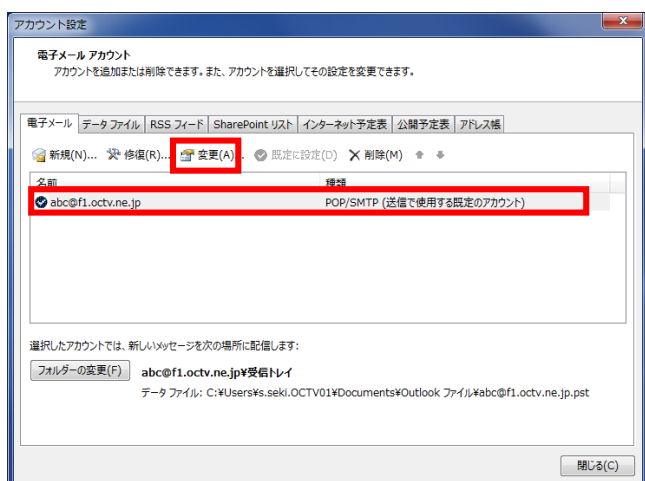 アカウント設定
電子メール アカウント
アカウントを追加または削除できます。また、アカウントを選択してその設定を変更できます。
電子メール データ ファイル RSS フィード SharePoint リスト インターネット予定表 公開予定表 アドレス帳
新規(N)... 修復(R)... 変更(A)... 既定に設定(D) 削除(M)
名前 種類
abc@f1.octv.ne.jp POP/SMTP (送信で使用する既定のアカウント)
選択したアカウントでは、新しいメッセージを次の場所に配信します:
フォルダーの変更(F) abc@f1.octv.ne.jp¥受信トレイ
データ ファイル: C:¥Users¥s.seki.OCTV01¥Documents¥Outlook ファイル¥abc@f1.octv.ne.jp.pst
閉じる(C)